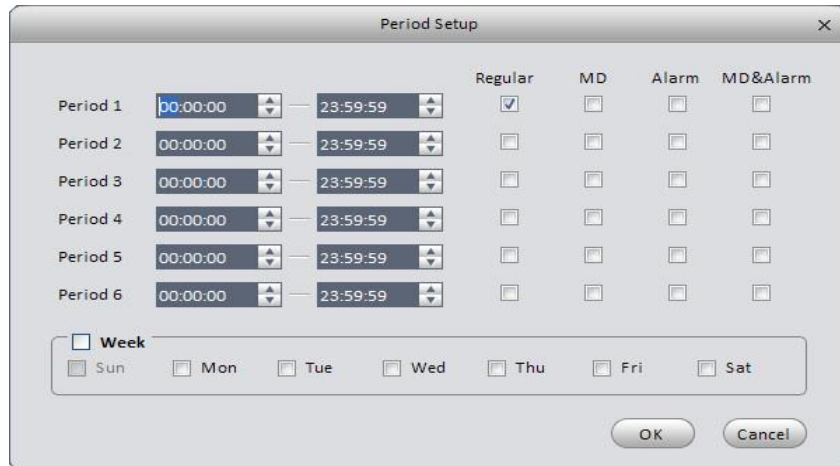 Period Setup
Regular MD Alarm MD&Alarm
Period 1 00:00:00 23:59:59
Period 2 00:00:00 23:59:59
Period 3 00:00:00 23:59:59
Period 4 00:00:00 23:59:59
Period 5 00:00:00 23:59:59
Period 6 00:00:00 23:59:59
Week
Sun Mon Tue Wed Thu Fri Sat
OK Cancel